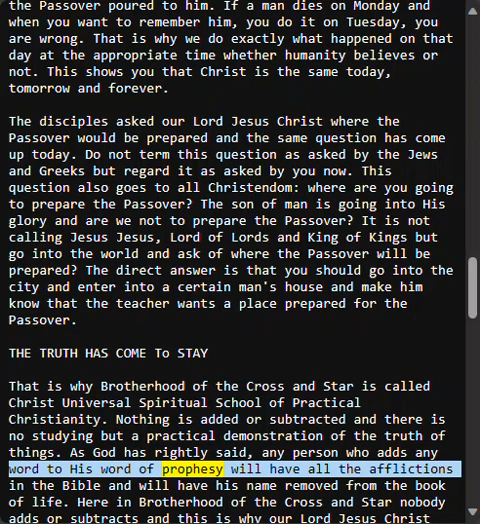 the Passover poured to him. If a man dies on Monday and
when you want to remember him, you do it on Tuesday, you
are wrong. That is why we do exactly what happened on that
day at the appropriate time whether humanity believes or
not. This shows you that Christ is the same today,
tomorrow and forever.

The disciples asked our Lord Jesus Christ where the
Passover would be prepared and the same question has come
up today. Do not term this question as asked by the Jews
and Greeks but regard it as asked by you now. This
question also goes to all Christendom: where are you going
to prepare the Passover? The son of man is going into His
glory and are we not to prepare the Passover? It is not
calling Jesus Jesus, Lord of Lords and King of Kings but
go into the world and ask of where the Passover will be
prepared? The direct answer is that you should go into the
city and enter into a certain man's house and make him
know that the teacher wants a place prepared for the
Passover.

THE TRUTH HAS COME To STAY

That is why Brotherhood of the Cross and Star is called
Christ Universal Spiritual School of Practical
Christianity. Nothing is added or subtracted and there is
no studying but a practical demonstration of the truth of
things. As God has rightly said, any person who adds any
word to His word of prophesy will have all the afflictions
in the Bible and will have his name removed from the book
of life. Here in Brotherhood of the Cross and Star nobody
adds or subtracts and this is why our Lord Jesus Christ